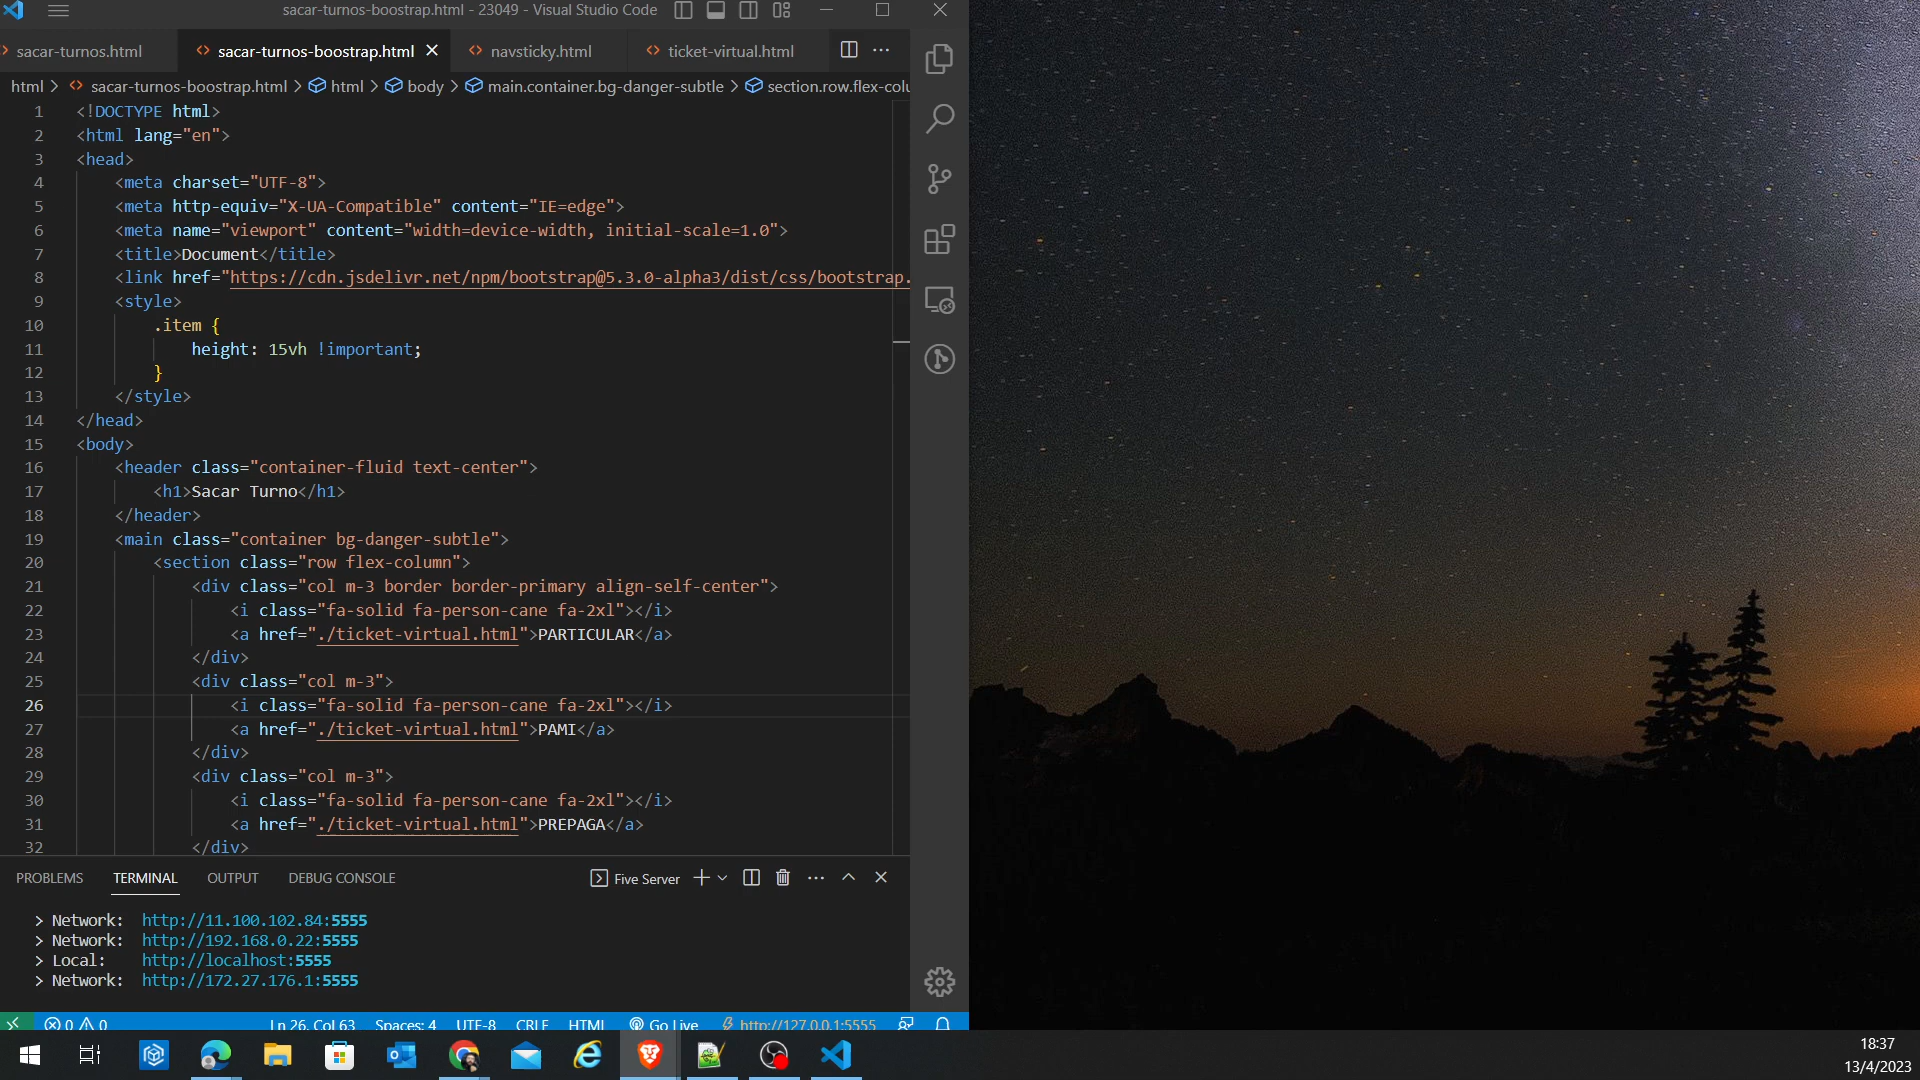 sacar-turnos-boostrap.html - 23049 - Visual Studio Code
sacar-turnos.html
sacar-turnos-boostrap.html
navsticky.html
ticket-virtual.html
html > sacar-turnos-boostrap.html > html > body > main.container.bg-danger-subtle > section.row.flex-colu
1 <!DOCTYPE html>
2 <html lang="en">
3 <head>
4 <meta charset="UTF-8">
5 <meta http-equiv="X-UA-Compatible" content="IE=edge">
6 <meta name="viewport" content="width=device-width, initial-scale=1.0">
7 <title>Document</title>
8 <link href="https://cdn.jsdelivr.net/npm/bootstrap@5.3.0-alpha3/dist/css/bootstrap.
9 <style>
10 .item {
11 height: 15vh !important;
12 }
13 </style>
14 </head>
15 <body>
16 <header class="container-fluid text-center">
17 <h1>Sacar Turno</h1>
18 </header>
19 <main class="container bg-danger-subtle">
20 <section class="row flex-column">
21 <div class="col m-3 border border-primary align-self-center">
22 <i class="fa-solid fa-person-cane fa-2xl"></i>
23 <a href="./ticket-virtual.html">PARTICULAR</a>
24 </div>
25 <div class="col m-3">
26 <i class="fa-solid fa-person-cane fa-2xl"></i>
27 <a href="./ticket-virtual.html">PAMI</a>
28 </div>
29 <div class="col m-3">
30 <i class="fa-solid fa-person-cane fa-2xl"></i>
31 <a href="./ticket-virtual.html">PREPAGA</a>
32 </div>
PROBLEMS TERMINAL OUTPUT DEBUG CONSOLE Five Server
> Network: http://11.100.102.84:5555
> Network: http://192.168.0.22:5555
> Local: http://localhost:5555
> Network: http://172.27.176.1:5555
0 0 Ln 26, Col 63 Spaces: 4 UTF-8 CRLF HTML Go Live http://127.0.0.1:5555
18:37
13/4/2023